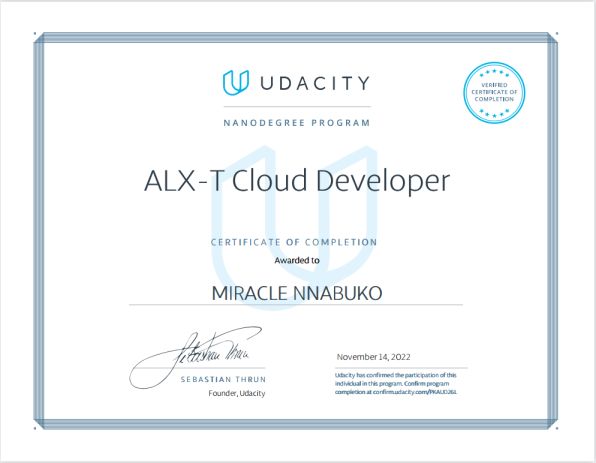 UDACITY
NANODEGREE PROGRAM
VERIFIED
CERTIFICATE OF
COMPLETION
ALX-T Cloud Developer
CERTIFICATE OF COMPLETION
Awarded to
MIRACLE NNABUKO
Sebastian Thrun
SEBASTIAN THRUN
Founder, Udacity
November 14, 2022
Udacity has confirmed the participation of this
individual in this program. Confirm program
completion at confirm.udacity.com/